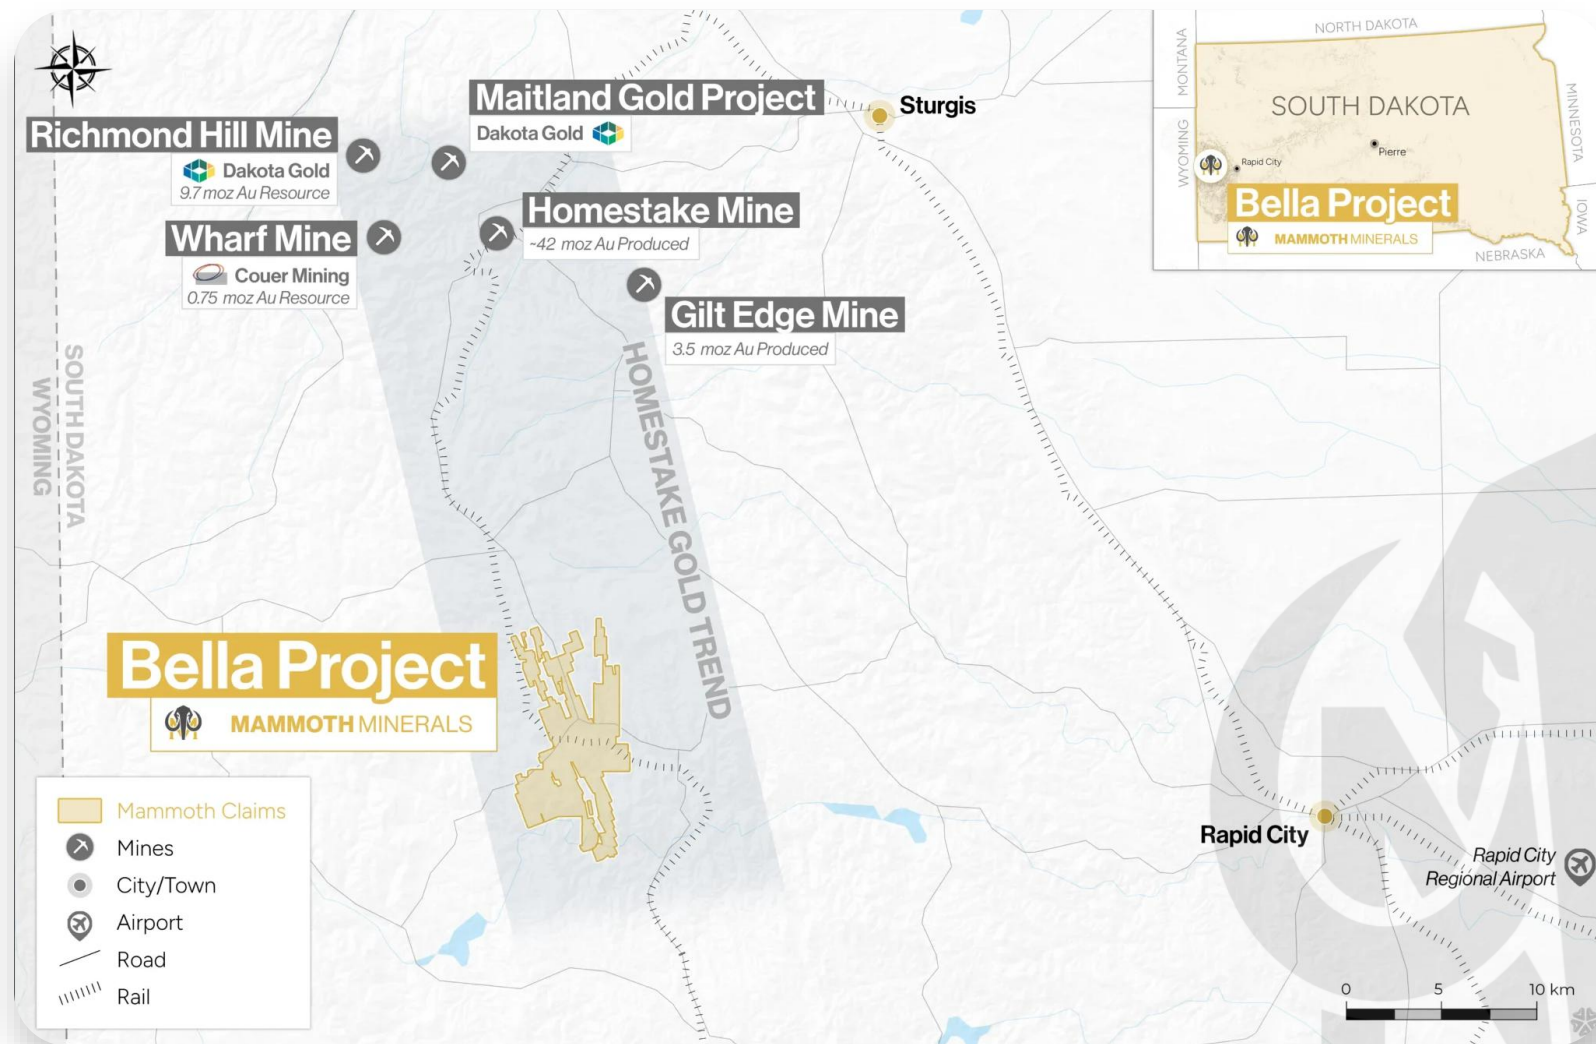 Maitland Gold Project
Dakota Gold
Sturgis
Richmond Hill Mine
Dakota Gold
9.7 moz Au Resource
Homestake Mine
~42 moz Au Produced
Wharf Mine
Couer Mining
0.75 moz Au Resource
Gilt Edge Mine
3.5 moz Au Produced
HOMESTAKE GOLD TREND
SOUTH DAKOTA
WYOMING
Bella Project
MAMMOTH MINERALS
NORTH DAKOTA
MONTANA
WYOMING
SOUTH DAKOTA
MINNESOTA
IOWA
NEBRASKA
Pierre
Rapid City
Bella Project
MAMMOTH MINERALS
Rapid City
Rapid City
Regional Airport
Mammoth Claims
Mines
City/Town
Airport
Road
Rail
0 5 10 km